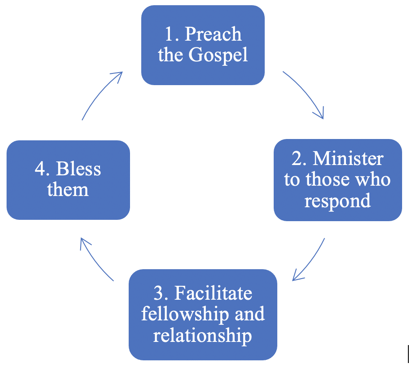 1. Preach
the Gospel
2. Minister
to those who
respond
3. Facilitate
fellowship and
relationship
4. Bless
them